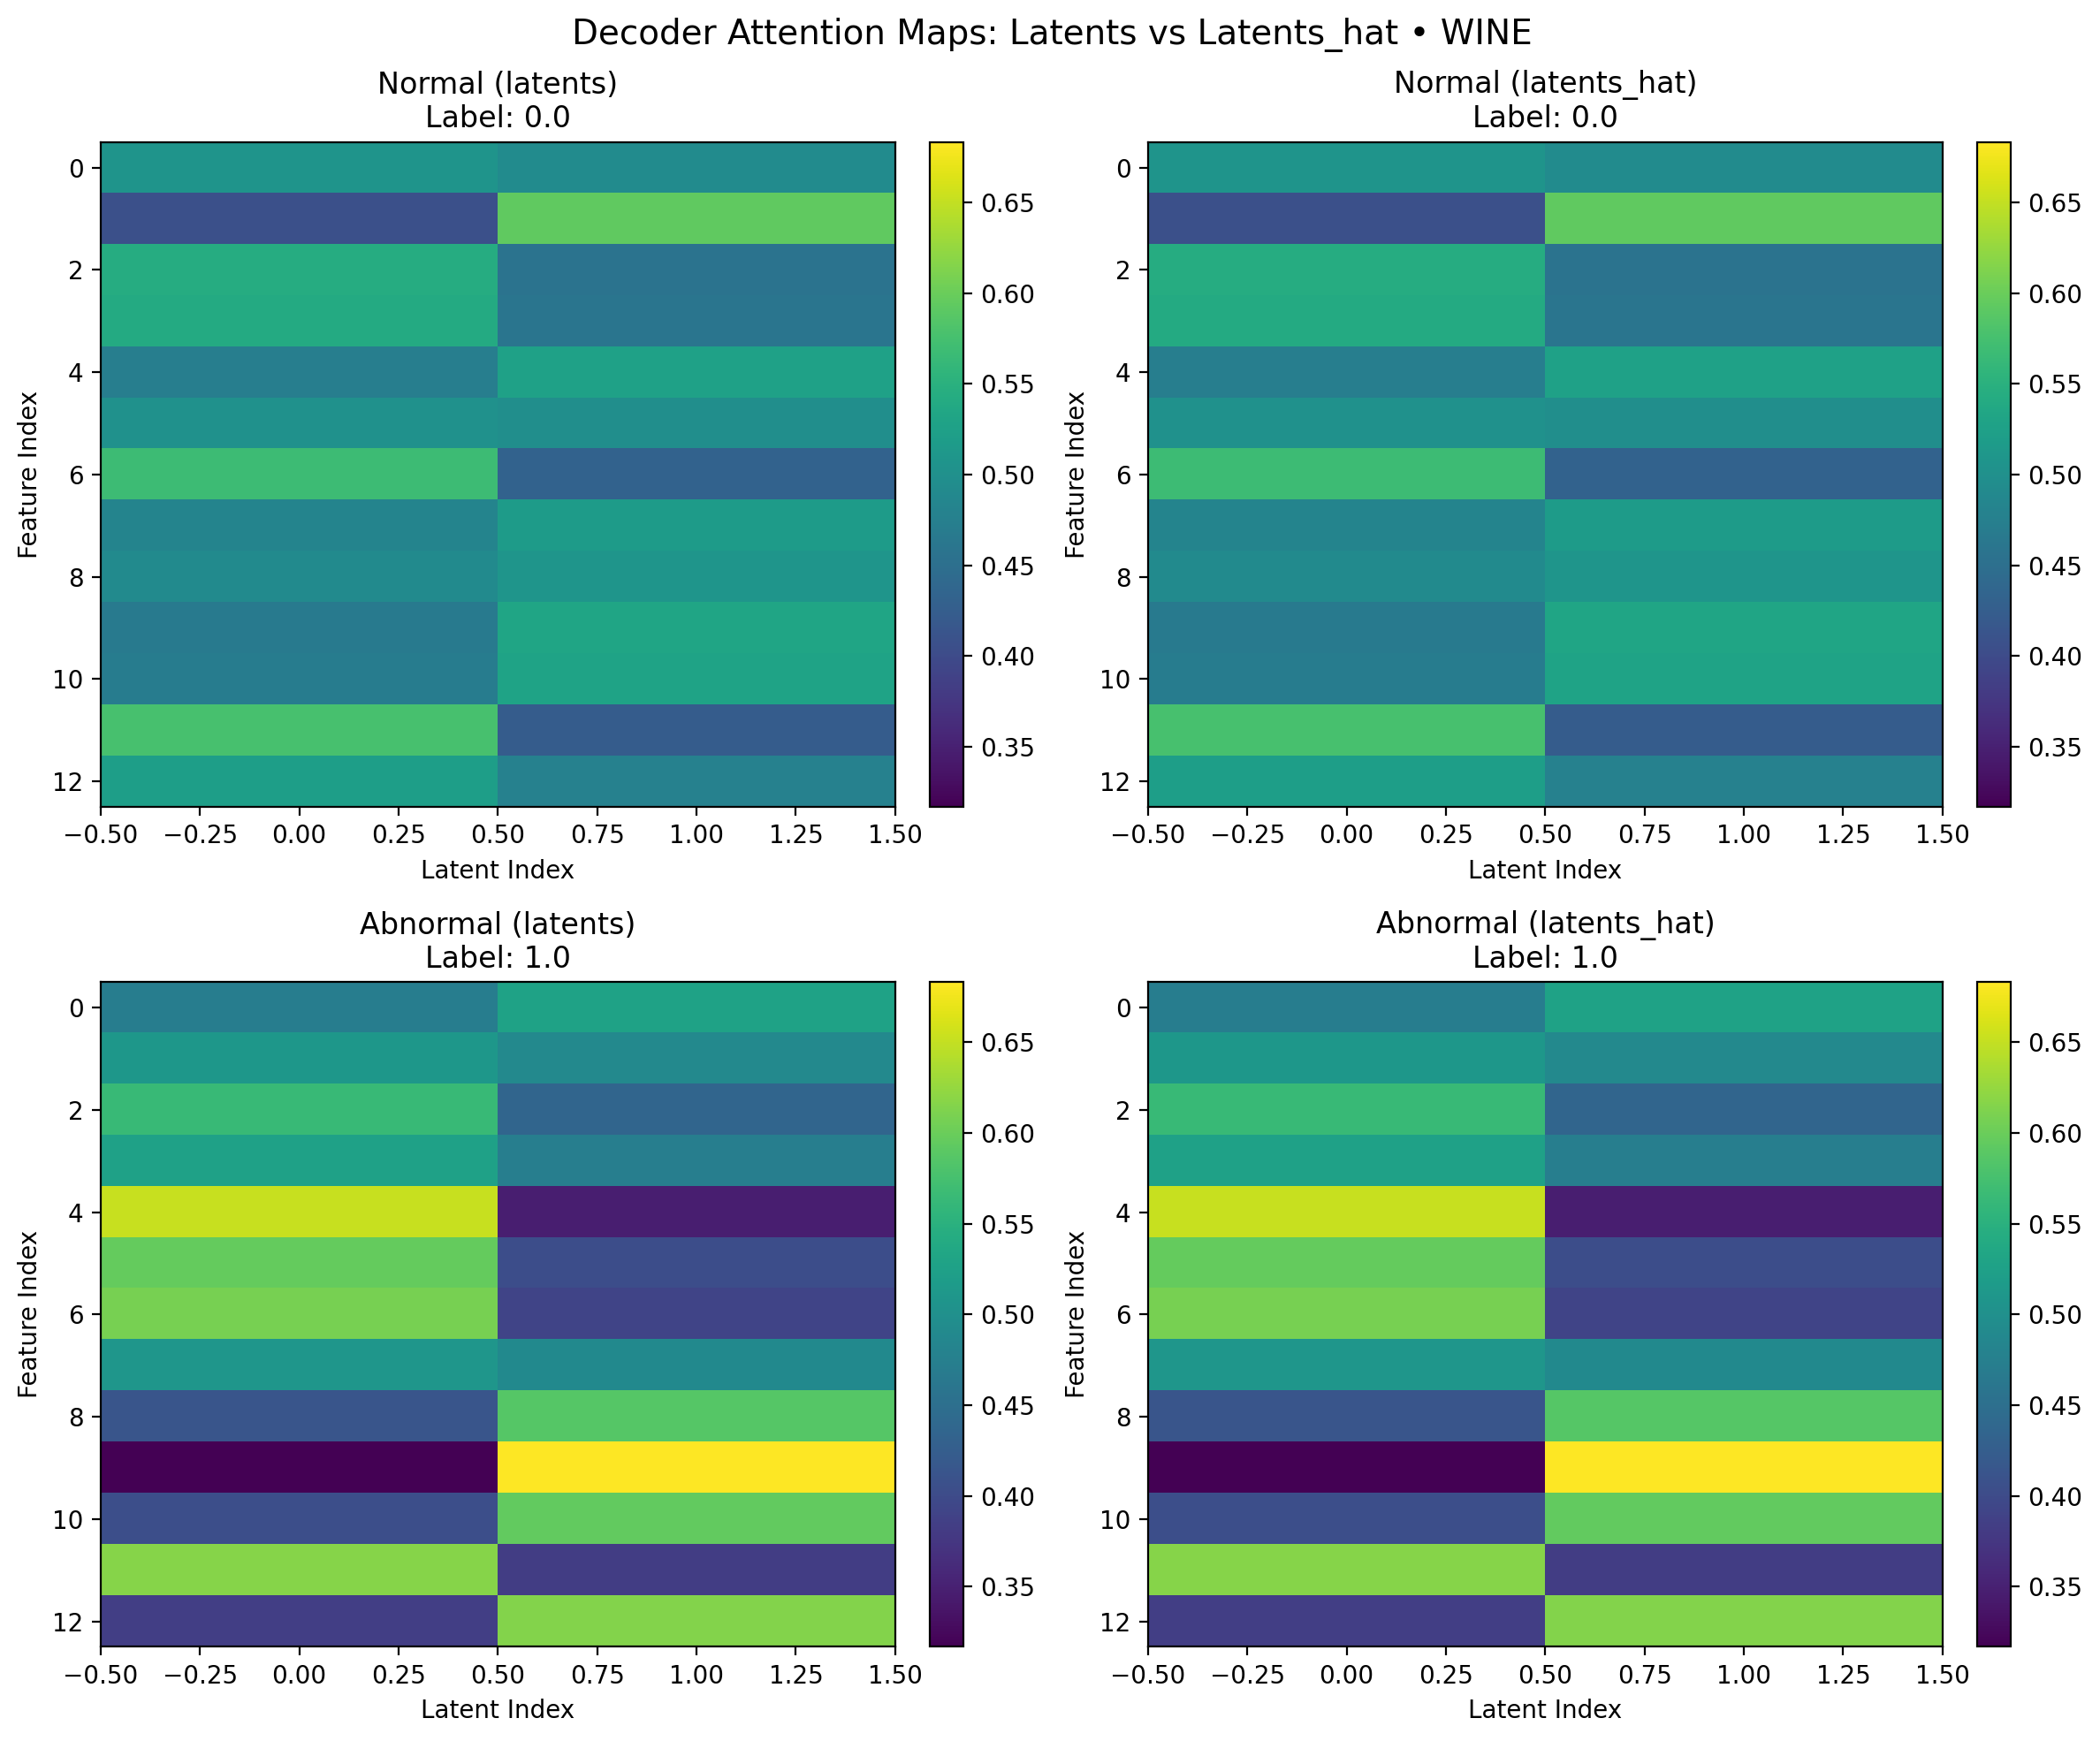 Decoder Attention Maps: Latents vs Latents_hat • WINE
Normal (latents)
Label: 0.0
Feature Index
0
2
4
6
8
10
12
−0.50 −0.25 0.00 0.25 0.50 0.75 1.00 1.25 1.50
Latent Index
0.65
0.60
0.55
0.50
0.45
0.40
0.35
Normal (latents_hat)
Label: 0.0
Feature Index
0
2
4
6
8
10
12
−0.50 −0.25 0.00 0.25 0.50 0.75 1.00 1.25 1.50
Latent Index
0.65
0.60
0.55
0.50
0.45
0.40
0.35
Abnormal (latents)
Label: 1.0
Feature Index
0
2
4
6
8
10
12
−0.50 −0.25 0.00 0.25 0.50 0.75 1.00 1.25 1.50
Latent Index
0.65
0.60
0.55
0.50
0.45
0.40
0.35
Abnormal (latents_hat)
Label: 1.0
Feature Index
0
2
4
6
8
10
12
−0.50 −0.25 0.00 0.25 0.50 0.75 1.00 1.25 1.50
Latent Index
0.65
0.60
0.55
0.50
0.45
0.40
0.35